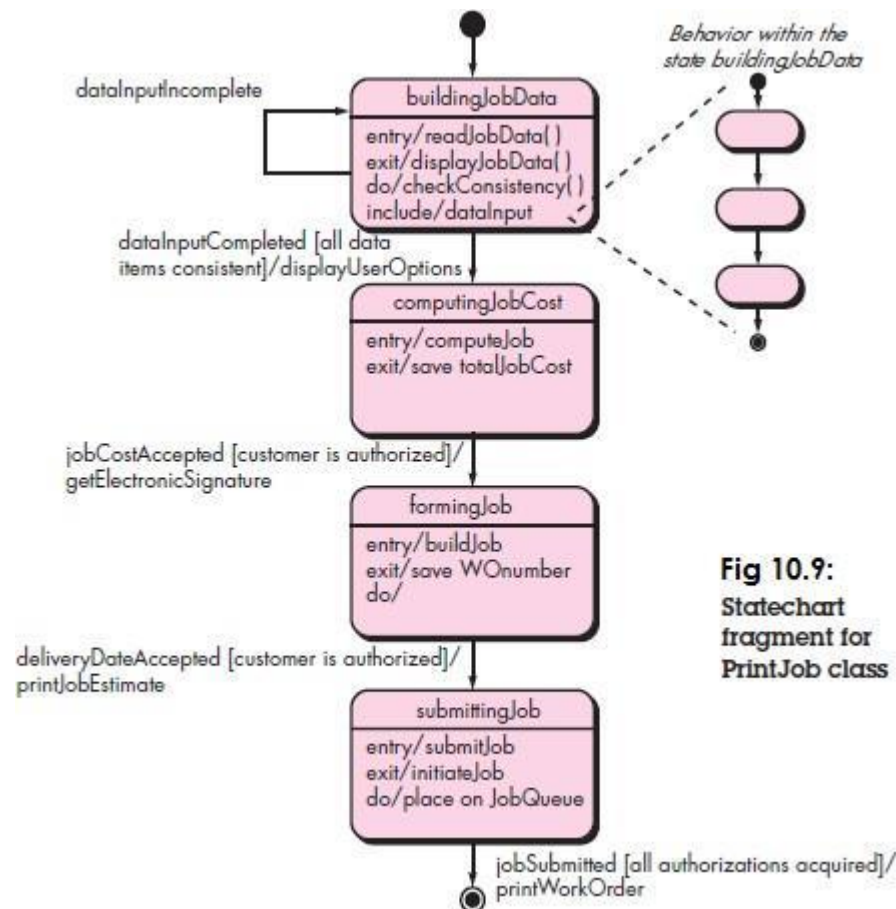 Behavior within the
state buildingJobData
dataInputIncomplete
buildingJobData
entry/readJobData( )
exit/displayJobData( )
do/checkConsistency( )
include/dataInput
dataInputCompleted [all data
items consistent]/displayUserOptions
computingJobCost
entry/computeJob
exit/save totalJobCost
jobCostAccepted [customer is authorized]/
getElectronicSignature
formingJob
entry/buildJob
exit/save WOnumber
do/
Fig 10.9:
Statechart
fragment for
PrintJob class
deliveryDateAccepted [customer is authorized]/
printJobEstimate
submittingJob
entry/submitJob
exit/initiateJob
do/place on JobQueue
jobSubmitted [all authorizations acquired]/
printWorkOrder